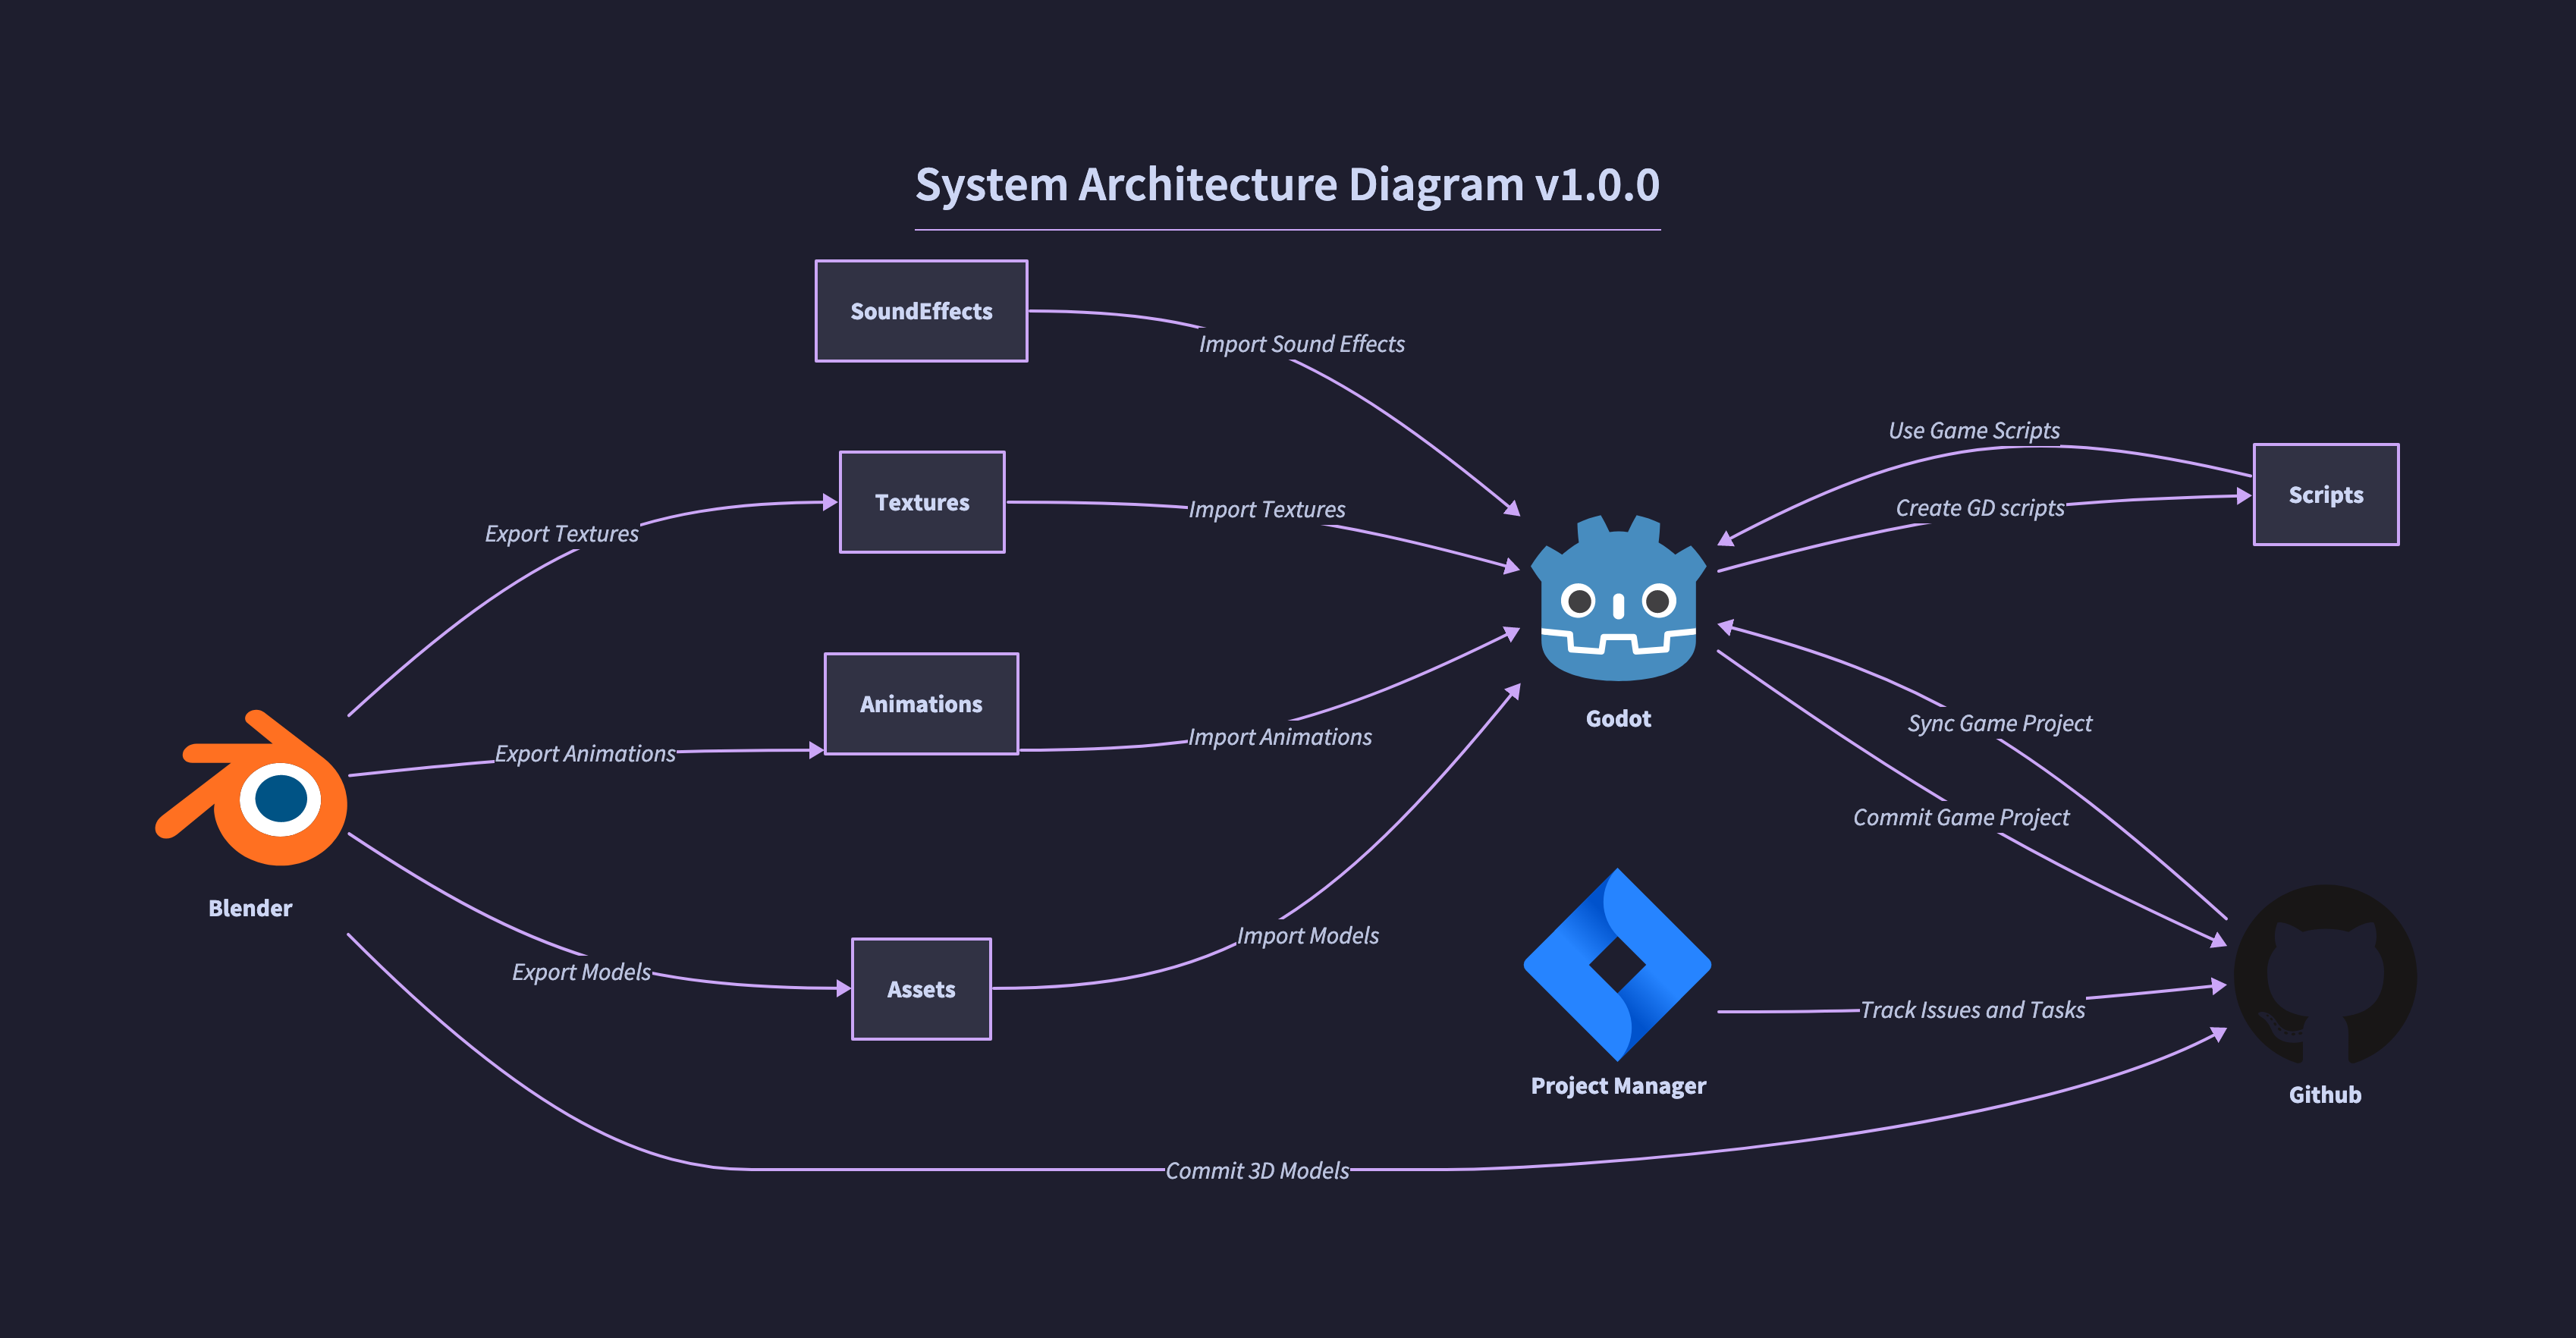 System Architecture Diagram v1.0.0
SoundEffects
Import Sound Effects
Use Game Scripts
Textures
Import Textures
Create GD scripts
Scripts
Export Textures
Animations
Godot
Import Animations
Sync Game Project
Export Animations
Commit Game Project
Blender
Import Models
Export Models
Assets
Track Issues and Tasks
Project Manager
Github
Commit 3D Models